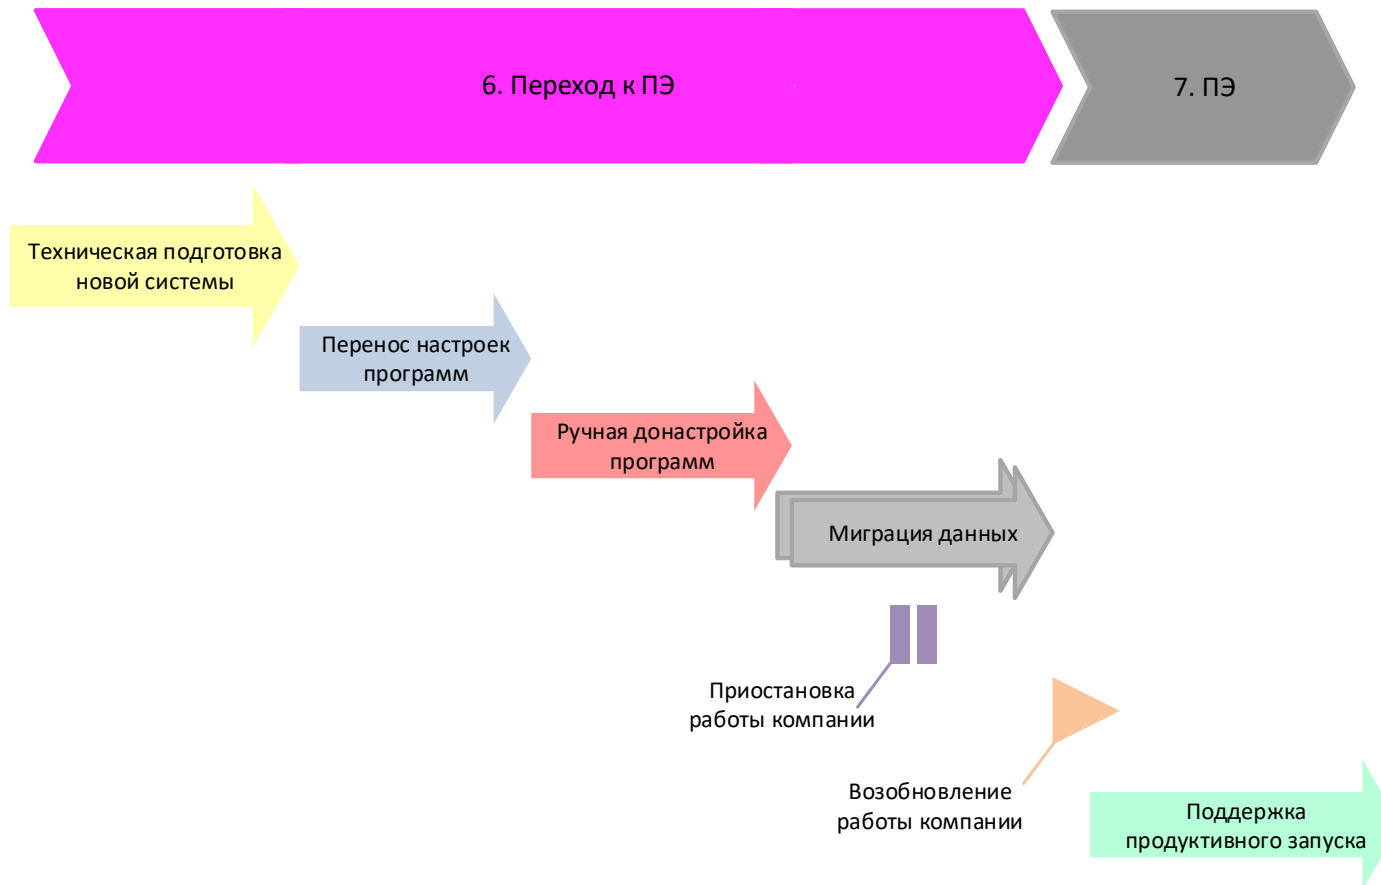 6. Переход к ПЭ
7. ПЭ
Техническая подготовка
новой системы
Перенос настроек
программ
Ручная донастройка
программ
Миграция данных
Приостановка
работы компании
Возобновление
работы компании
Поддержка
продуктивного запуска